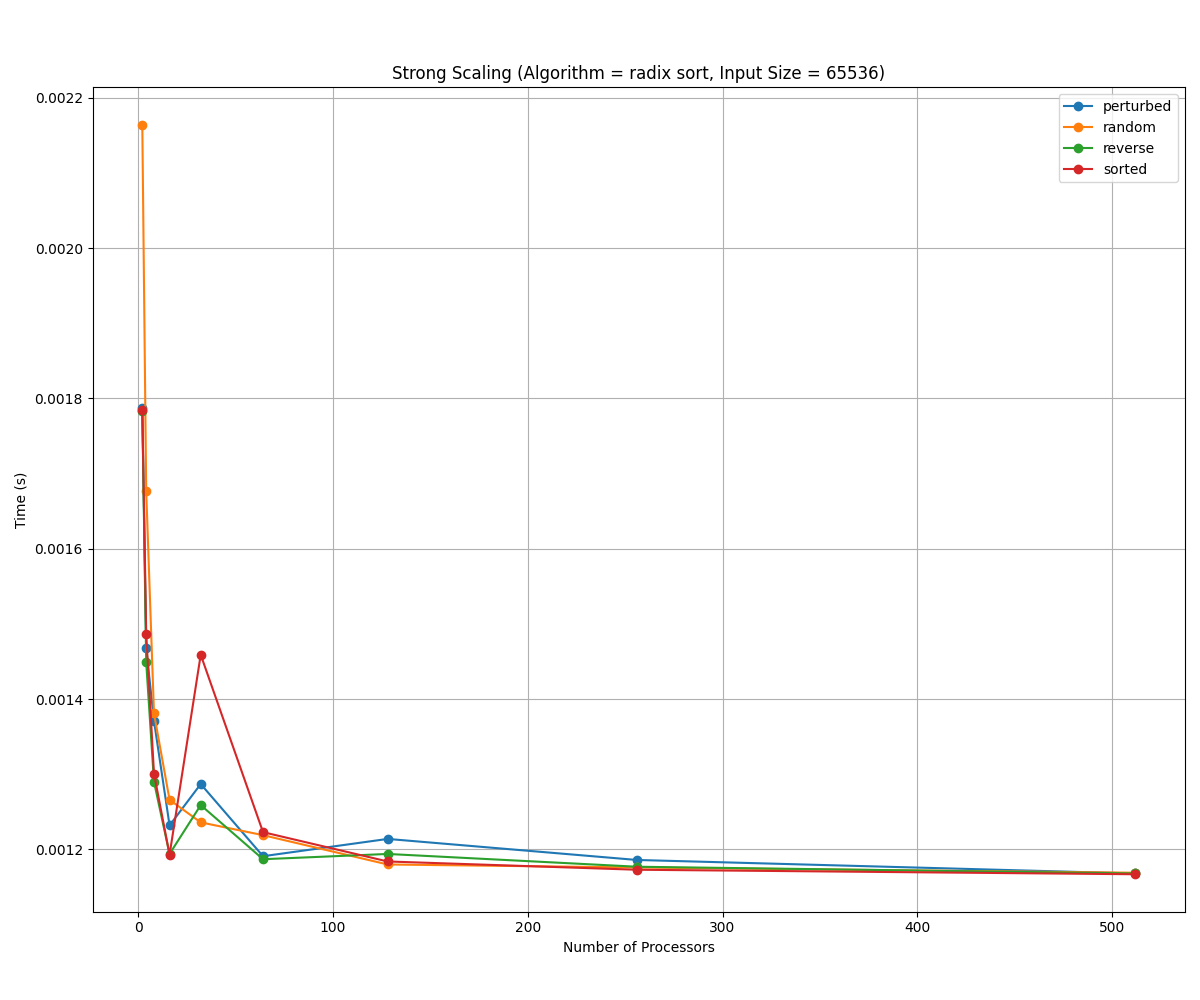 Strong Scaling (Algorithm = radix sort, Input Size = 65536)
perturbed
random
reverse
sorted
0.0022
0.0020
0.0018
0.0016
0.0014
0.0012
Time (s)
0 100 200 300 400 500
Number of Processors